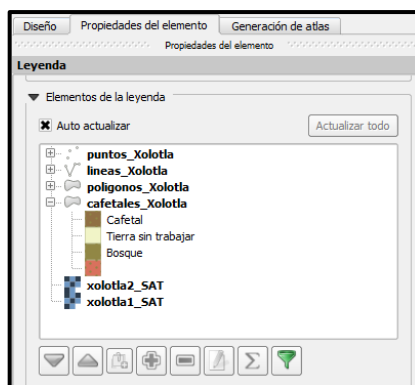 Diseño Propiedades del elemento Generación de atlas
Propiedades del elemento
Leyenda
Elementos de la leyenda
Auto actualizar Actualizar todo
puntos_Xolotla
lineas_Xolotla
poligonos_Xolotla
cafetales_Xolotla
Cafetal
Tierra sin trabajar
Bosque
xolotla2_SAT
xolotla1_SAT
Σ